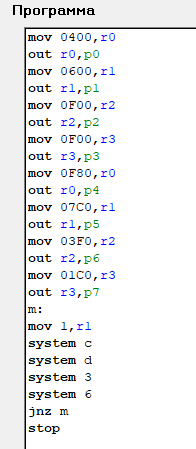 Программа
mov 0400,r0
out r0,p0
mov 0600,r1
out r1,p1
mov 0F00,r2
out r2,p2
mov 0F00,r3
out r3,p3
mov 0F80,r0
out r0,p4
mov 07C0,r1
out r1,p5
mov 03F0,r2
out r2,p6
mov 01C0,r3
out r3,p7
m:
mov 1,r1
system c
system d
system 3
system 6
jnz m
stop